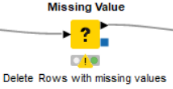 Missing Value
?
!
Delete Rows with missing values